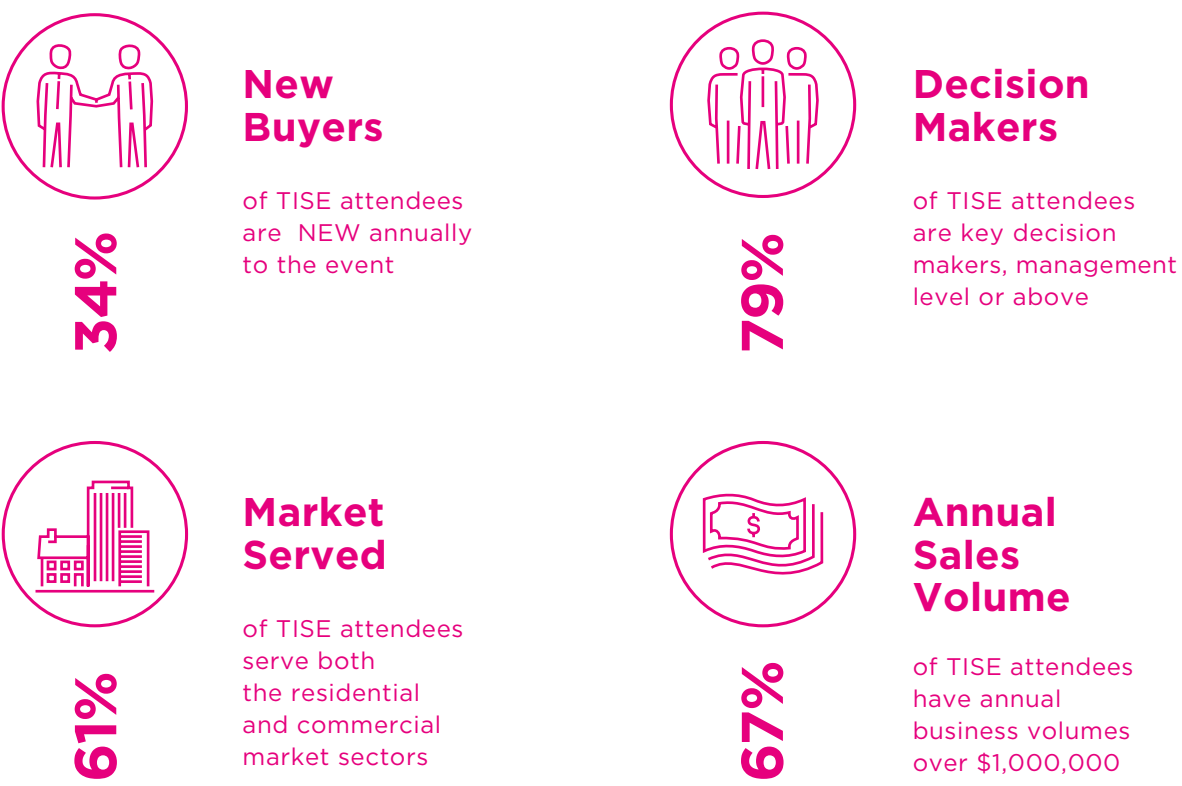 New
Buyers
of TISE attendees
are  NEW annually
to the event
34%
Decision
Makers
of TISE attendees
are key decision
makers, management
level or above
79%
Market
Served
of TISE attendees
serve both
the residential
and commercial
market sectors
61%
$
Annual
Sales
Volume
of TISE attendees
have annual
business volumes
over $1,000,000
67%